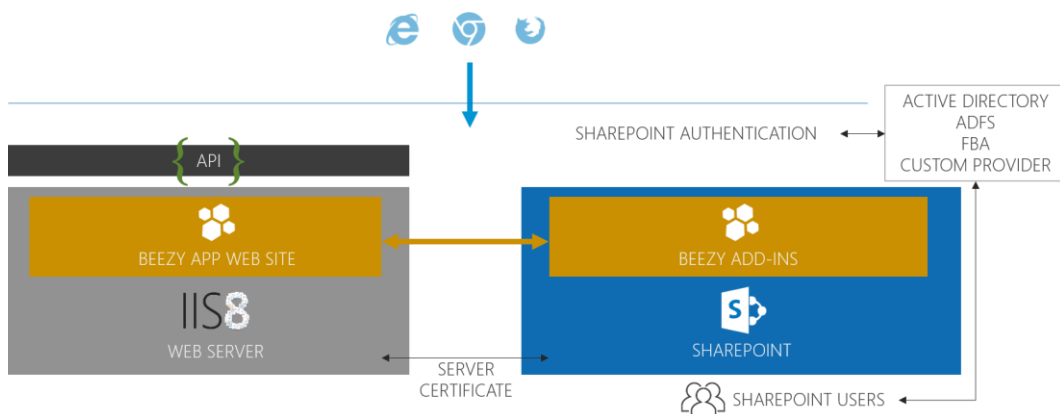 ACTIVE DIRECTORY
ADFS
FBA
CUSTOM PROVIDER
SHAREPOINT AUTHENTICATION
{ API }
BEEZY APP WEB SITE
BEEZY ADD-INS
IIS8
S
WEB SERVER
SHAREPOINT
SERVER
CERTIFICATE
SHAREPOINT USERS